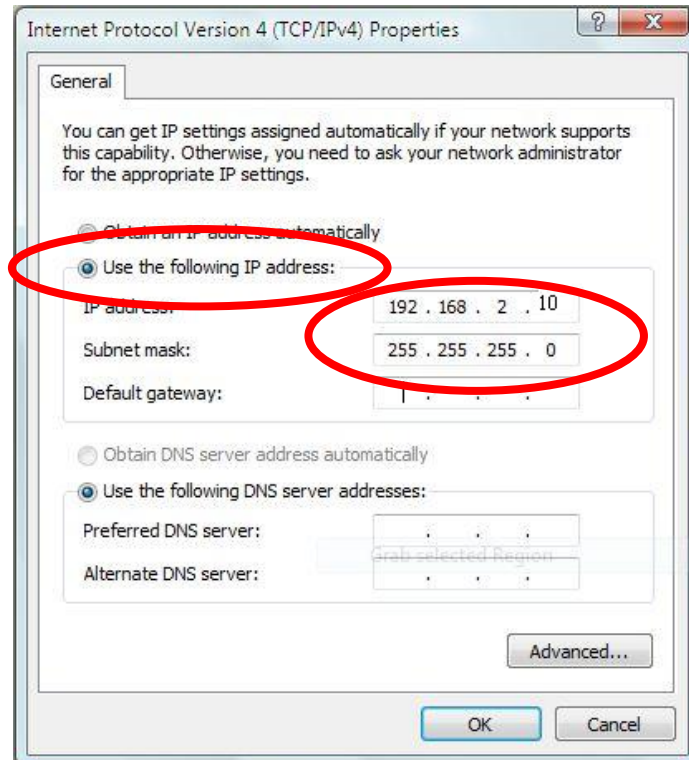 Internet Protocol Version 4 (TCP/IPv4) Properties
General
You can get IP settings assigned automatically if your network supports
this capability. Otherwise, you need to ask your network administrator
for the appropriate IP settings.
Obtain an IP address automatically
Use the following IP address:
IP address: 192 . 168 . 2 . 10
Subnet mask: 255 . 255 . 255 . 0
Default gateway: . . .
Obtain DNS server address automatically
Use the following DNS server addresses:
Preferred DNS server: . . .
Grab selected Region
Alternate DNS server: . . .
Advanced...
OK Cancel